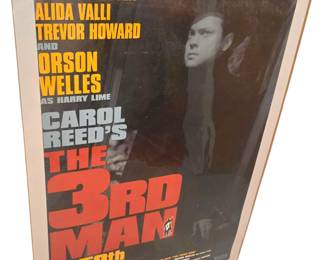 ALIDA VALLI
TREVOR HOWARD
AND
ORSON
WELLES
AS HARRY LIME
CAROL
REED'S
THE
3RD
MAN